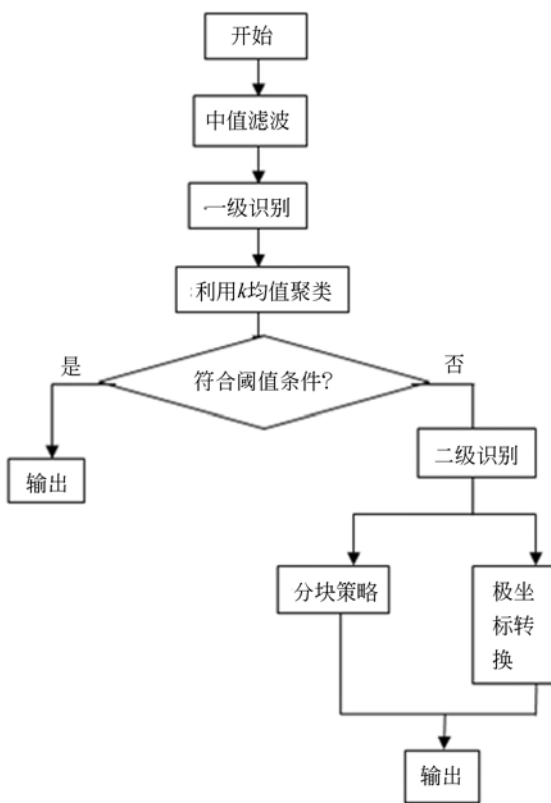 开始
中值滤波
一级识别
利用k均值聚类
符合阈值条件?
是
否
输出
二级识别
分块策略
极坐
标转
换
输出